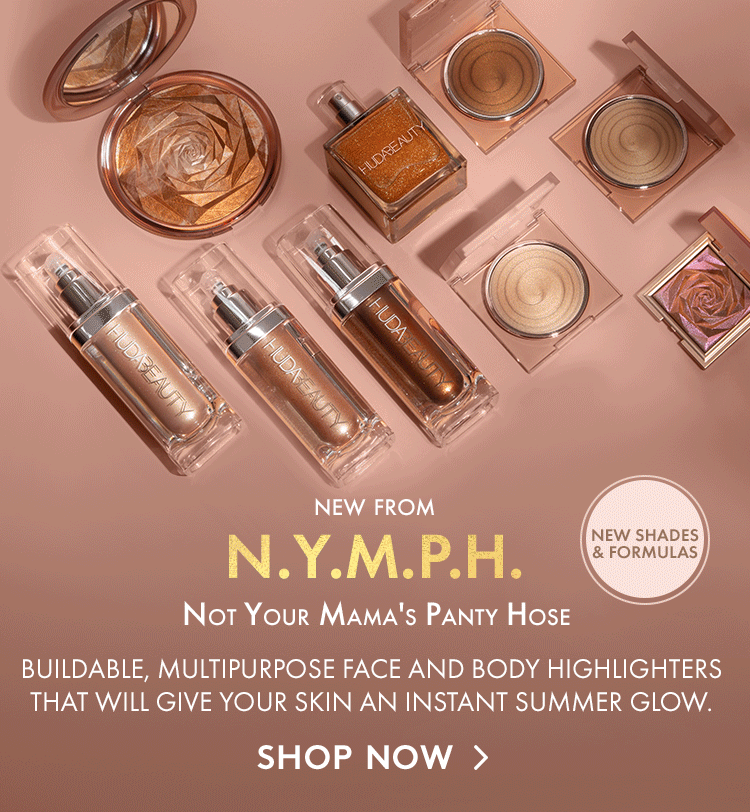 HUDABEAUTY
HUDABEAUTY
HUDABEAUTY
HUDABEAUTY
NEW FROM
N.Y.M.P.H.
NOT YOUR MAMA'S PANTY HOSE
NEW SHADES
& FORMULAS
BUILDABLE, MULTIPURPOSE FACE AND BODY HIGHLIGHTERS
THAT WILL GIVE YOUR SKIN AN INSTANT SUMMER GLOW.
SHOP NOW >